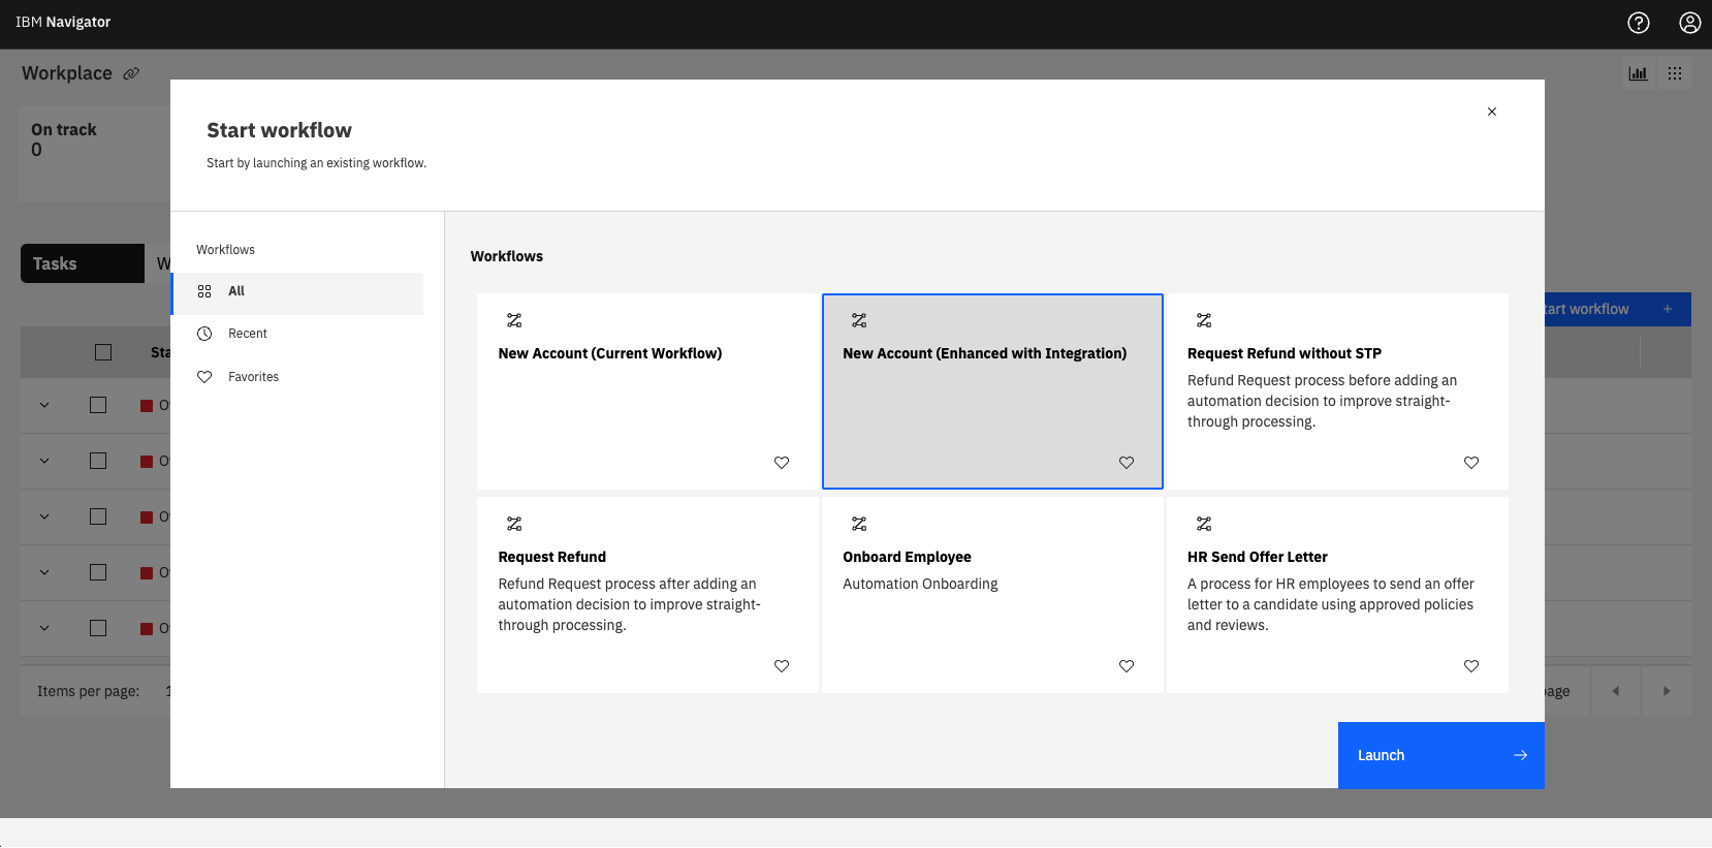 IBM Navigator
Workplace
On track
0
Start workflow
Start by launching an existing workflow.
Tasks
Workflows
All
Recent
Favorites
Workflows
New Account (Current Workflow)
New Account (Enhanced with Integration)
Request Refund without STP
Refund Request process before adding an
automation decision to improve straight-
through processing.
Request Refund
Refund Request process after adding an
automation decision to improve straight-
through processing.
Onboard Employee
Automation Onboarding
HR Send Offer Letter
A process for HR employees to send an offer
letter to a candidate using approved policies
and reviews.
tart workflow +
Items per page:
Launch